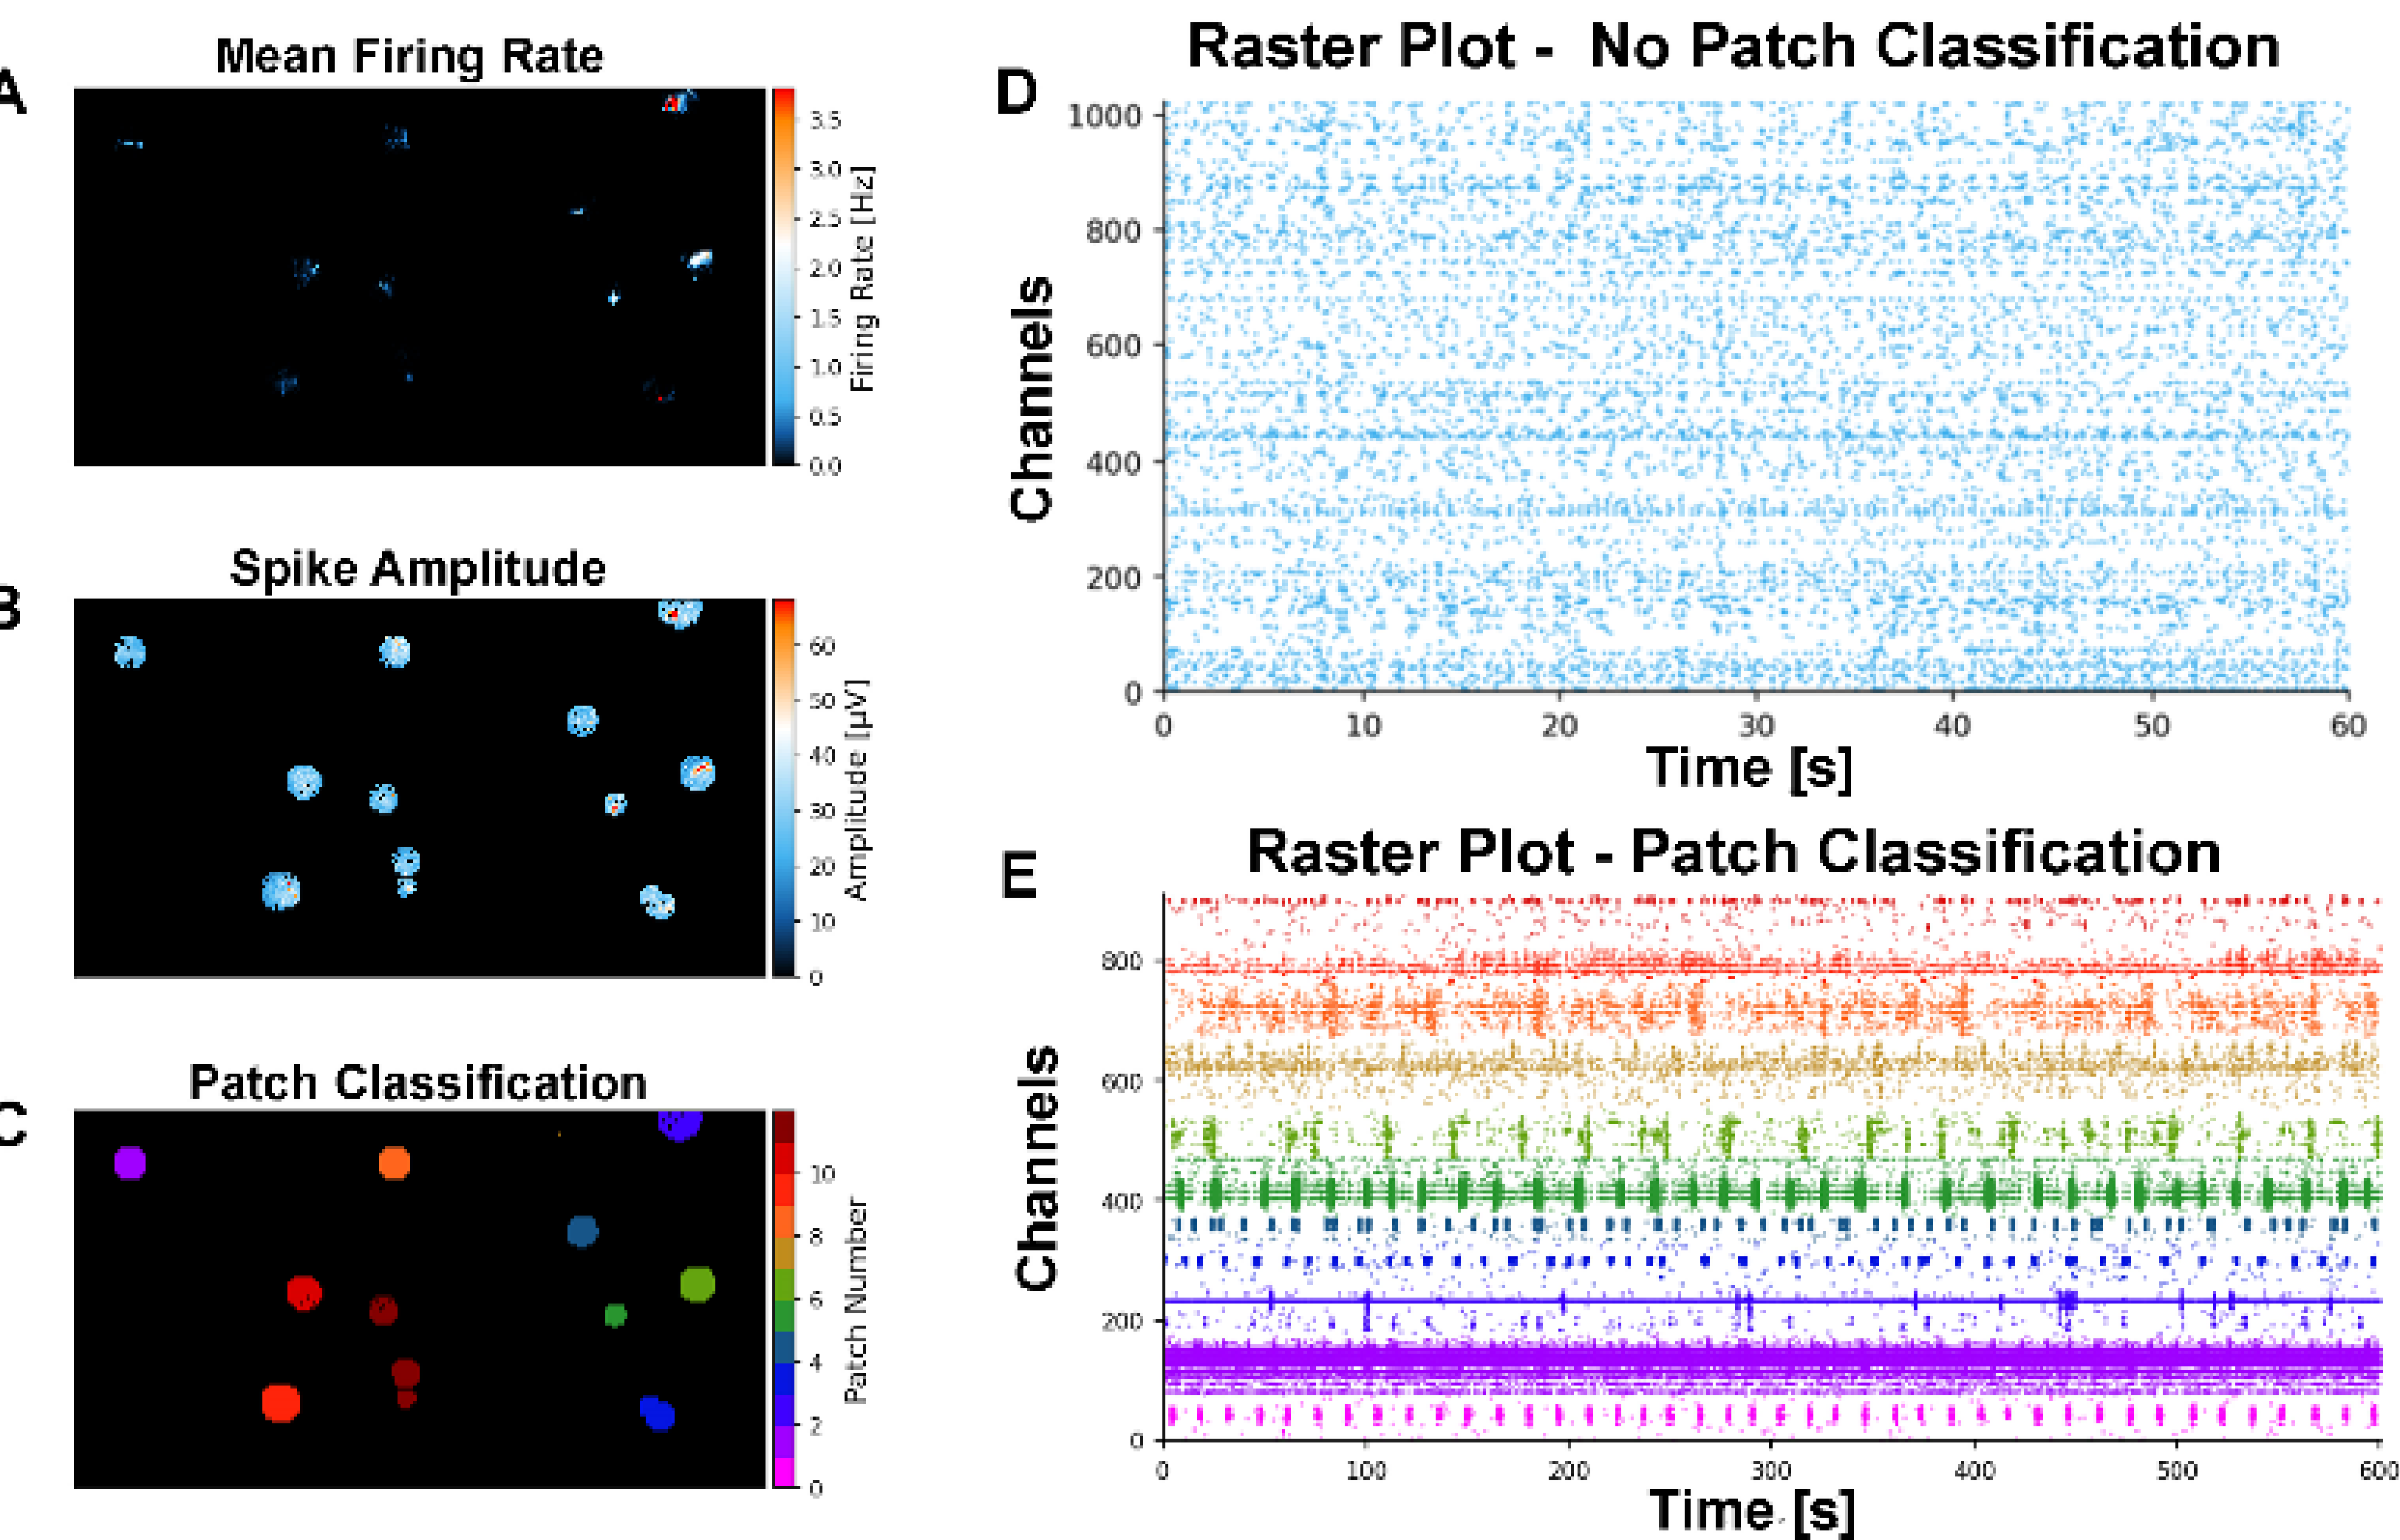 A
Mean Firing Rate
3.5
3.0
2.5
2.0
1.5
1.0
0.5
0.0
Firing Rate [Hz]
B
Spike Amplitude
60
50
40
30
20
10
0
Amplitude [µV]
C
Patch Classification
10
8
6
4
2
0
Patch Number
D
Raster Plot - No Patch Classification
1000
800
600
400
200
0
Channels
0 10 20 30 40 50 60
Time [s]
E
Raster Plot - Patch Classification
800
600
400
200
0
Channels
0 100 200 300 400 500 600
Time [s]